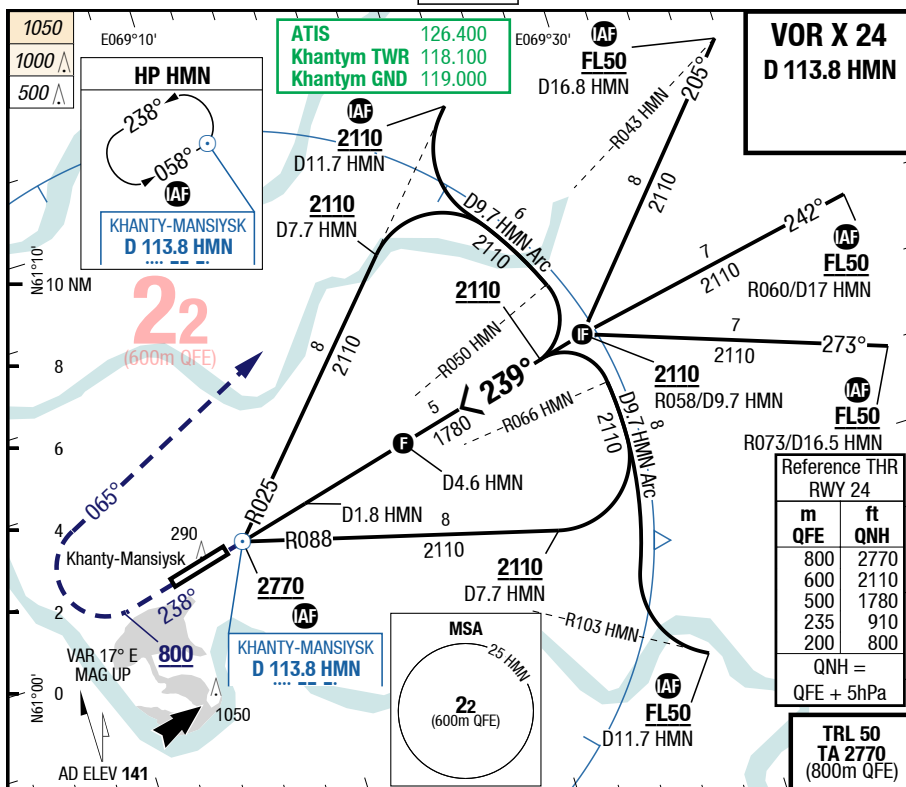 1050
1000
500
E069°10'
HP HMN
238°
058°
IAF
KHANTY-MANSIYSK
D 113.8 HMN
ATIS 126.400
Khantym TWR 118.100
Khantym GND 119.000
E069°30'
IAF
FL50
D16.8 HMN
VOR X 24
D 113.8 HMN
205°
R043 HMN
8
2110
IAF
2110
D11.7 HMN
2110
D7.7 HMN
D9.7 HMN Arc
6
2110
242°
7
2110
IAF
FL50
R060/D17 HMN
N61°10'
10 NM
22
(600m QFE)
2110
IF
7
2110
273°
2110
R058/D9.7 HMN
IAF
FL50
R073/D16.5 HMN
8
8
2110
R050 HMN
239°
5
1780
R066 HMN
D9.7 HMN Arc
8
2110
6
F
D4.6 HMN
065°
R025
D1.8 HMN
4
290
Khanty-Mansiysk
R088
8
2110
2110
D7.7 HMN
2770
IAF
KHANTY-MANSIYSK
D 113.8 HMN
2
238°
800
VAR 17° E
MAG UP
MSA
25 HMN
22
(600m QFE)
R103 HMN
IAF
FL50
D11.7 HMN
N61°00'
0
1050
AD ELEV 141
Reference THR
RWY 24
m ft
QFE QNH
800 2770
600 2110
500 1780
235 910
200 800
QNH =
QFE + 5hPa
TRL 50
TA 2770
(800m QFE)